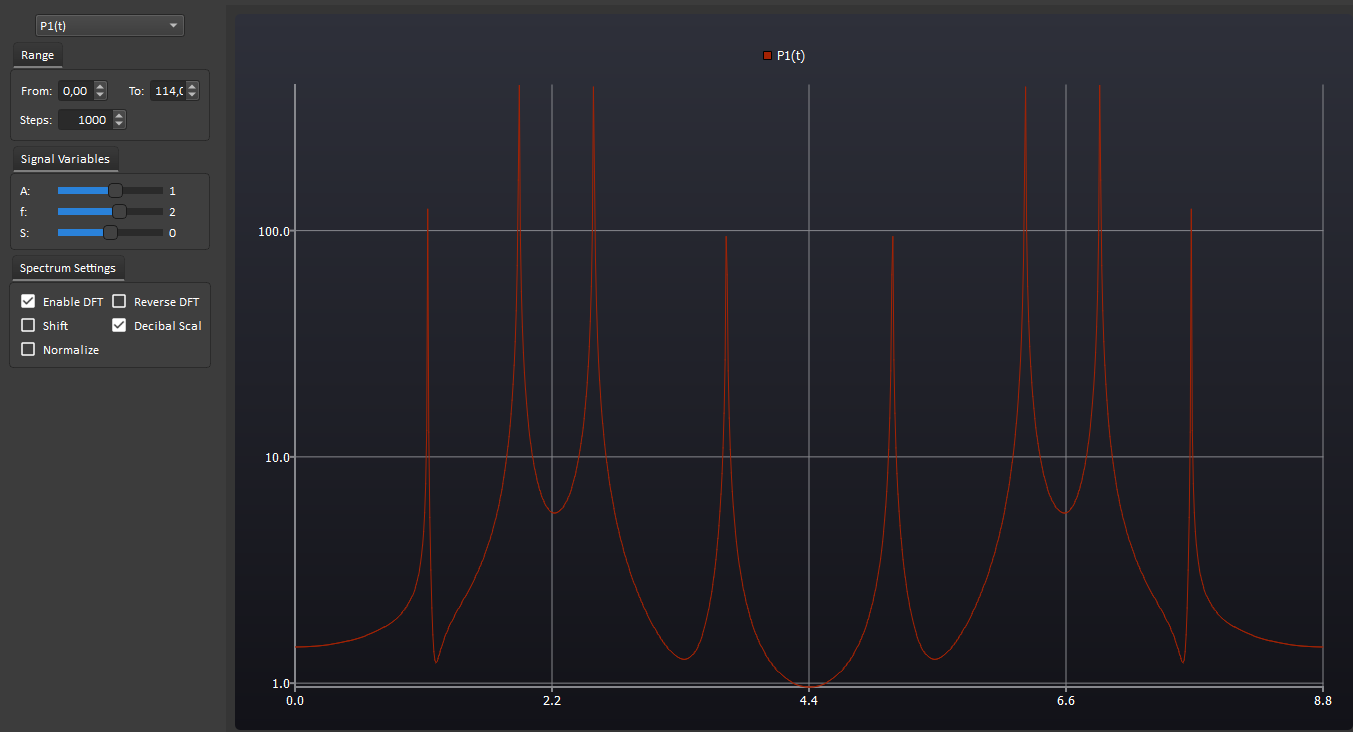 P1(t)
Range
From: 0,00 To: 114,0
Steps: 1000
Signal Variables
A: 1
f: 2
S: 0
Spectrum Settings
Enable DFT Reverse DFT
Shift Decibal Scal
Normalize
P1(t)
100.0
10.0
1.0
0.0 2.2 4.4 6.6 8.8